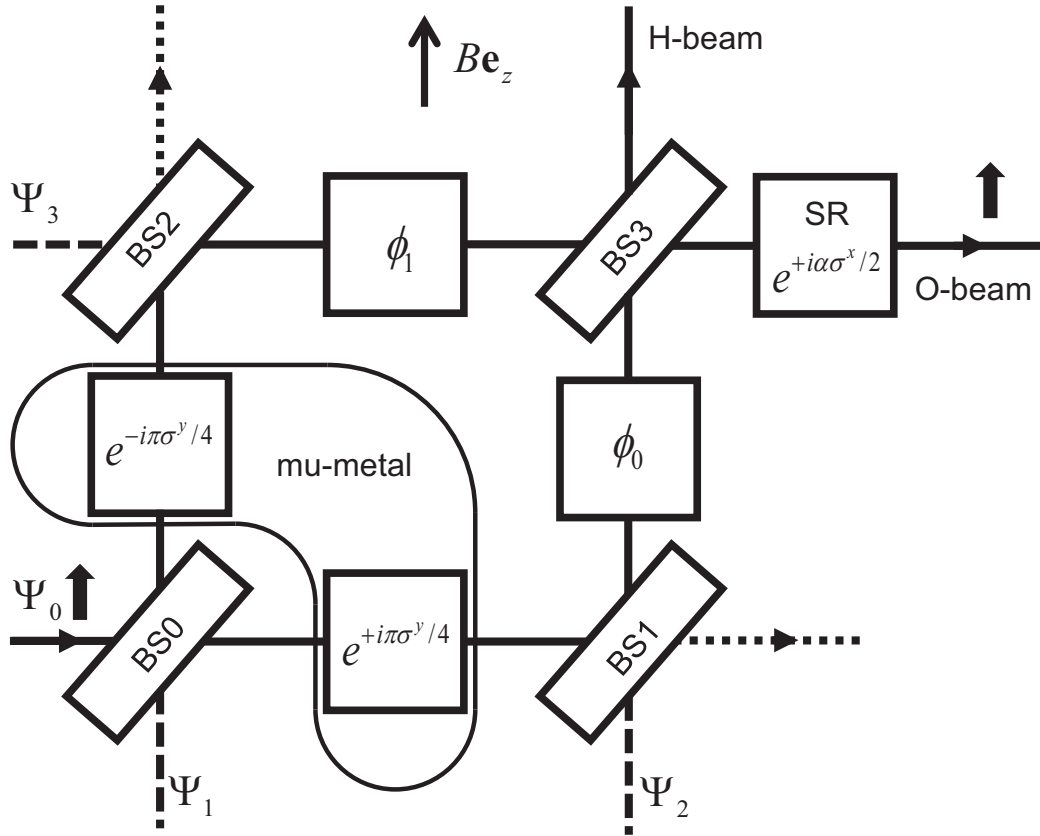 H-beam
Be_z
Ψ_3
BS2
ϕ_1
BS3
SR
e^{+iασ^x/2}
O-beam
e^{-iπσ^y/4}
mu-metal
ϕ_0
Ψ_0
BS0
e^{+iπσ^y/4}
BS1
Ψ_1
Ψ_2